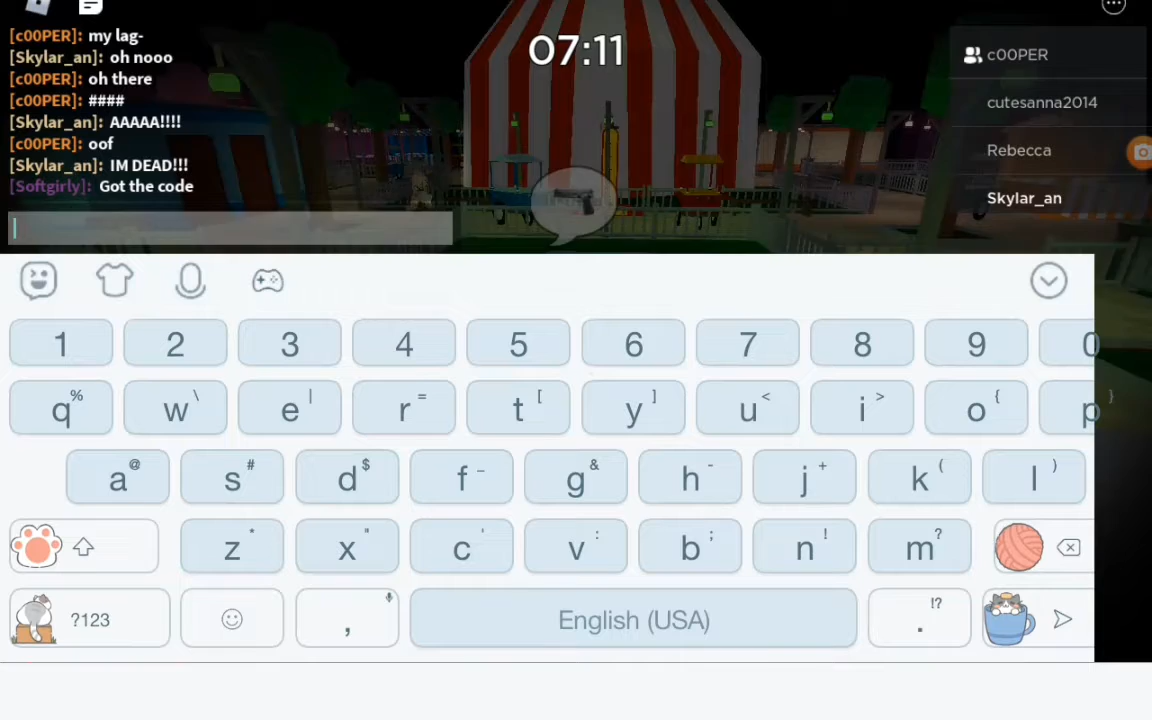 [c00PER]: my lag-
[Skylar_an]: oh nooo
[c00PER]: oh there
[c00PER]: ####
[Skylar_an]: AAAAA!!!!
[c00PER]: oof
[Skylar_an]: IM DEAD!!!
[Softgirly]: Got the code
07:11
c00PER
cutesanna2014
Rebecca
Skylar_an
1 2 3 4 5 6 7 8 9 0
q % w \ e | r = t [ y ] u < i > o { p }
a @ s # d $ f _ g & h - j + k ( l )
z * x " c ' v : b ; n ! m ?
?123 , English (USA) . !?